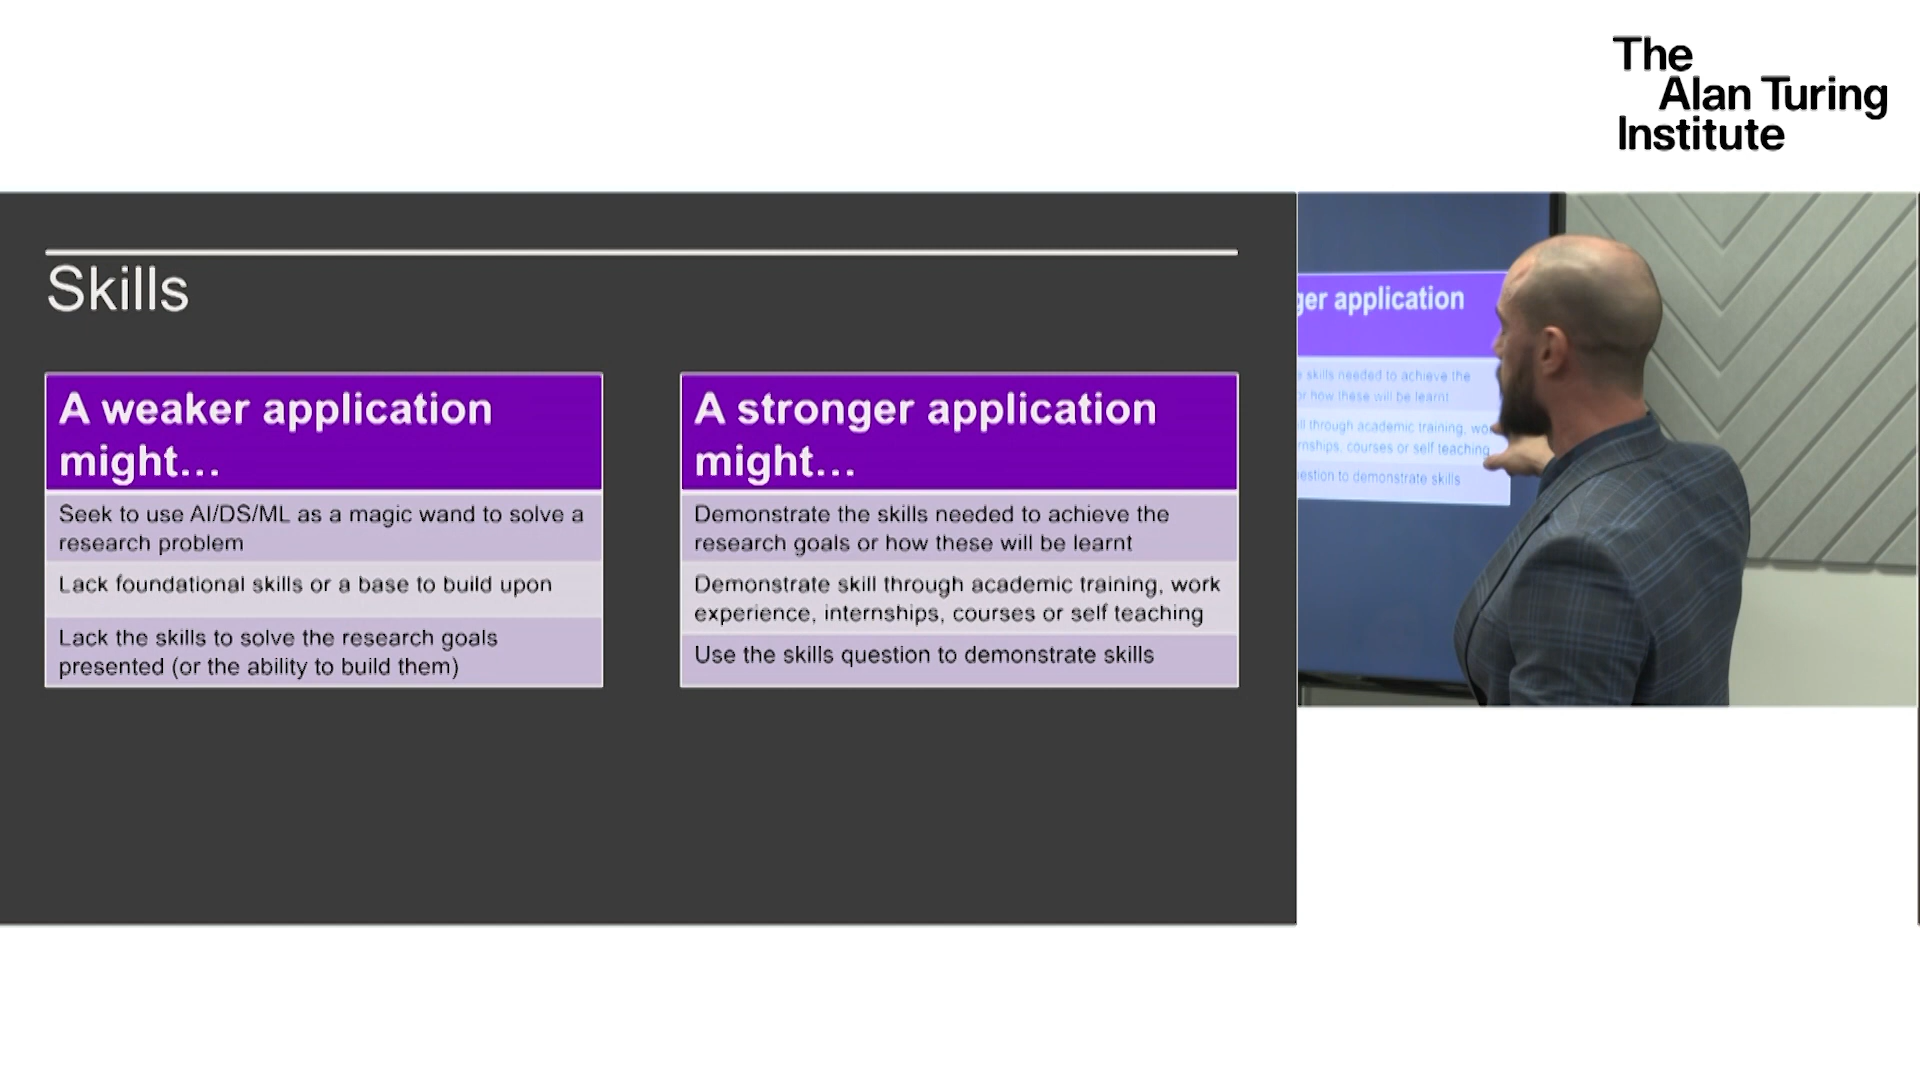 The
Alan Turing
Institute
Skills
A weaker application
might...
Seek to use AI/DS/ML as a magic wand to solve a
research problem
Lack foundational skills or a base to build upon
Lack the skills to solve the research goals
presented (or the ability to build them)
A stronger application
might...
Demonstrate the skills needed to achieve the
research goals or how these will be learnt
Demonstrate skill through academic training, work
experience, internships, courses or self teaching
Use the skills question to demonstrate skills
ger application
skills needed to achieve the
or how these will be learnt
ll through academic training, wo
rnships, courses or self teaching
estion to demonstrate skills